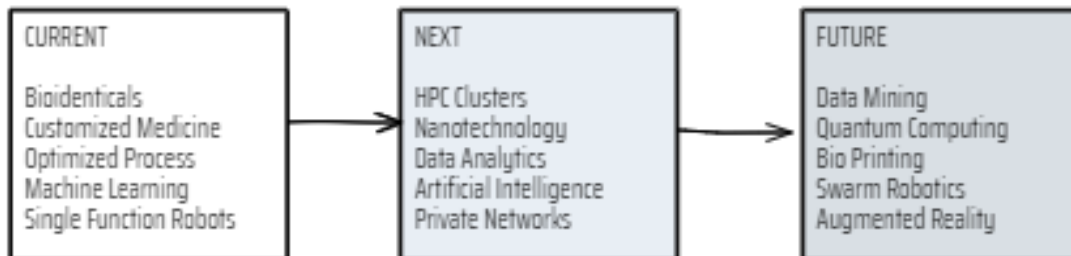 CURRENT
Bioidenticals
Customized Medicine
Optimized Process
Machine Learning
Single Function Robots
NEXT
HPC Clusters
Nanotechnology
Data Analytics
Artificial Intelligence
Private Networks
FUTURE
Data Mining
Quantum Computing
Bio Printing
Swarm Robotics
Augmented Reality